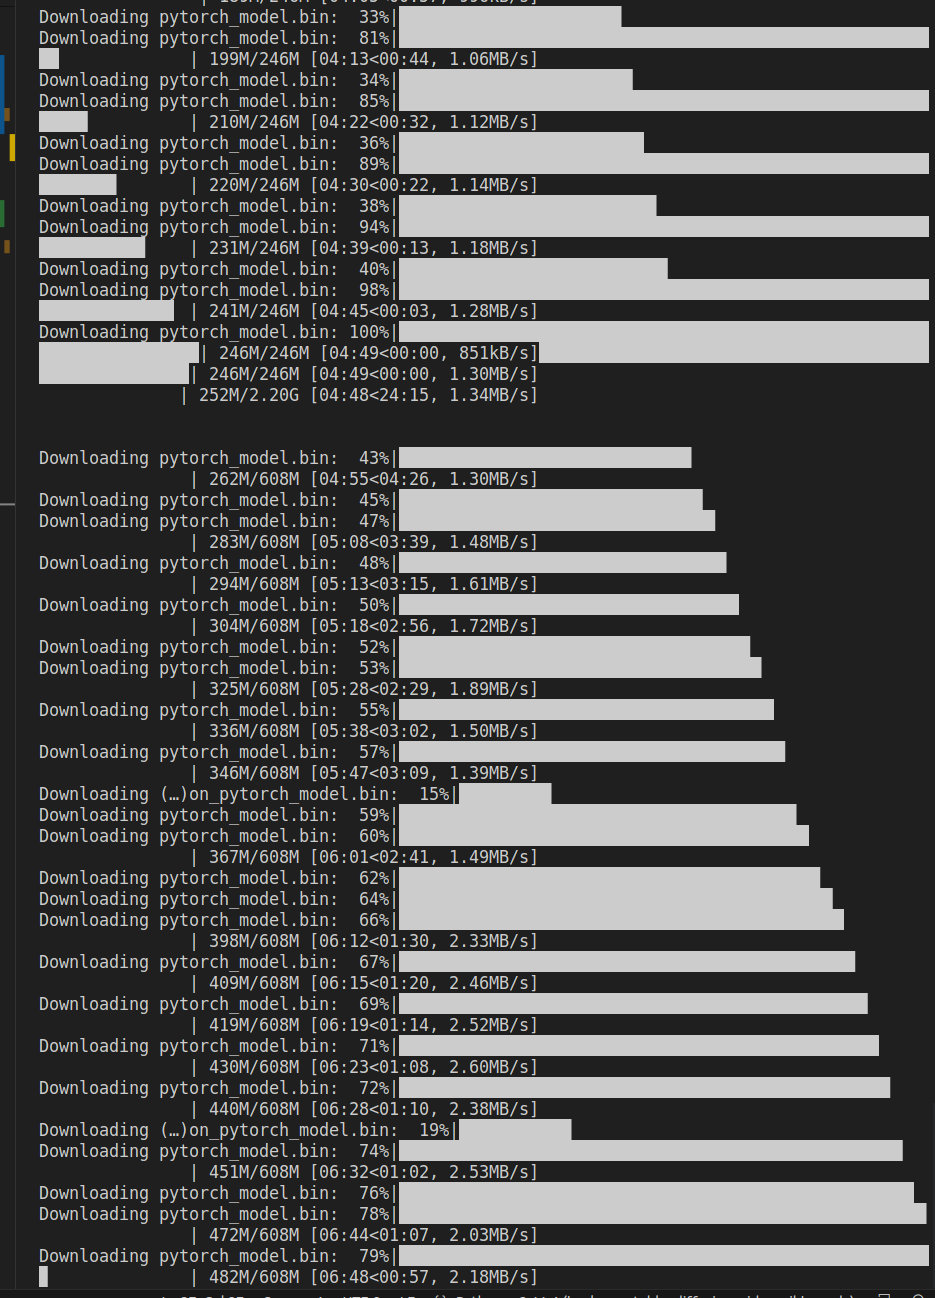 Downloading pytorch_model.bin:  33%|
Downloading pytorch_model.bin:  81%|
| 199M/246M [04:13<00:44, 1.06MB/s]
Downloading pytorch_model.bin:  34%|
Downloading pytorch_model.bin:  85%|
| 210M/246M [04:22<00:32, 1.12MB/s]
Downloading pytorch_model.bin:  36%|
Downloading pytorch_model.bin:  89%|
| 220M/246M [04:30<00:22, 1.14MB/s]
Downloading pytorch_model.bin:  38%|
Downloading pytorch_model.bin:  94%|
| 231M/246M [04:39<00:13, 1.18MB/s]
Downloading pytorch_model.bin:  40%|
Downloading pytorch_model.bin:  98%|
| 241M/246M [04:45<00:03, 1.28MB/s]
Downloading pytorch_model.bin: 100%|
| 246M/246M [04:49<00:00, 851kB/s]
| 246M/246M [04:49<00:00, 1.30MB/s]
| 252M/2.20G [04:48<24:15, 1.34MB/s]
Downloading pytorch_model.bin:  43%|
| 262M/608M [04:55<04:26, 1.30MB/s]
Downloading pytorch_model.bin:  45%|
Downloading pytorch_model.bin:  47%|
| 283M/608M [05:08<03:39, 1.48MB/s]
Downloading pytorch_model.bin:  48%|
| 294M/608M [05:13<03:15, 1.61MB/s]
Downloading pytorch_model.bin:  50%|
| 304M/608M [05:18<02:56, 1.72MB/s]
Downloading pytorch_model.bin:  52%|
Downloading pytorch_model.bin:  53%|
| 325M/608M [05:28<02:29, 1.89MB/s]
Downloading pytorch_model.bin:  55%|
| 336M/608M [05:38<03:02, 1.50MB/s]
Downloading pytorch_model.bin:  57%|
| 346M/608M [05:47<03:09, 1.39MB/s]
Downloading (…)on_pytorch_model.bin:  15%|
Downloading pytorch_model.bin:  59%|
Downloading pytorch_model.bin:  60%|
| 367M/608M [06:01<02:41, 1.49MB/s]
Downloading pytorch_model.bin:  62%|
Downloading pytorch_model.bin:  64%|
Downloading pytorch_model.bin:  66%|
| 398M/608M [06:12<01:30, 2.33MB/s]
Downloading pytorch_model.bin:  67%|
| 409M/608M [06:15<01:20, 2.46MB/s]
Downloading pytorch_model.bin:  69%|
| 419M/608M [06:19<01:14, 2.52MB/s]
Downloading pytorch_model.bin:  71%|
| 430M/608M [06:23<01:08, 2.60MB/s]
Downloading pytorch_model.bin:  72%|
| 440M/608M [06:28<01:10, 2.38MB/s]
Downloading (…)on_pytorch_model.bin:  19%|
Downloading pytorch_model.bin:  74%|
| 451M/608M [06:32<01:02, 2.53MB/s]
Downloading pytorch_model.bin:  76%|
Downloading pytorch_model.bin:  78%|
| 472M/608M [06:44<01:07, 2.03MB/s]
Downloading pytorch_model.bin:  79%|
| 482M/608M [06:48<00:57, 2.18MB/s]